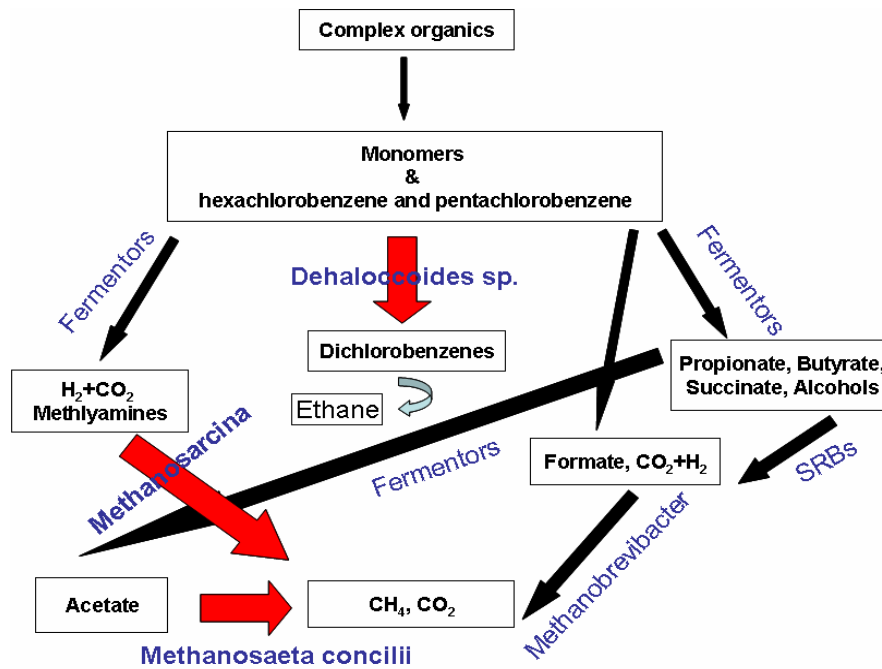 Complex organics
Monomers
&
hexachlorobenzene and pentachlorobenzene
Fermentors
Dehaloccoides sp.
Fermentors
Dichlorobenzenes
Propionate, Butyrate,
Succinate, Alcohols
H₂+CO₂
Methlyamines
Ethane
Methanosarcina
Fermentors
Formate, CO₂+H₂
SRBs
Methanobrevibacter
Acetate
CH₄, CO₂
Methanosaeta concilii